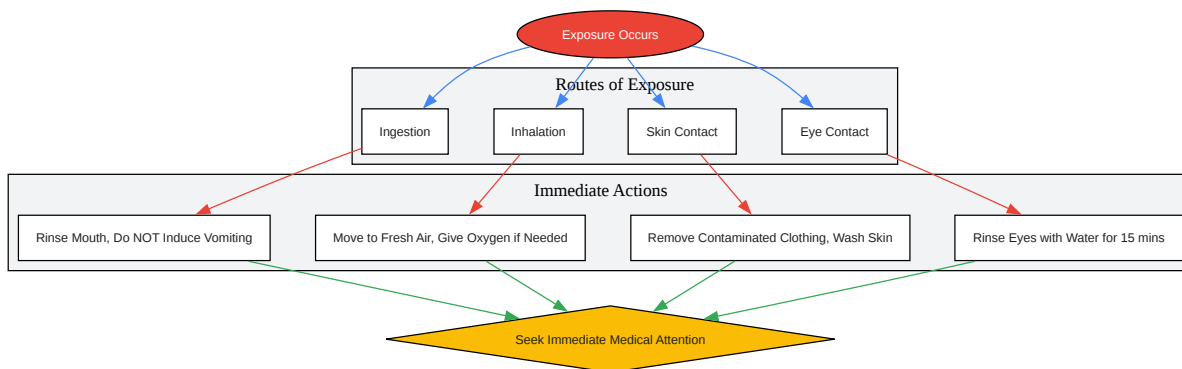 Exposure Occurs
Routes of Exposure
Ingestion
Inhalation
Skin Contact
Eye Contact
Immediate Actions
Rinse Mouth, Do NOT Induce Vomiting
Move to Fresh Air, Give Oxygen if Needed
Remove Contaminated Clothing, Wash Skin
Rinse Eyes with Water for 15 mins
Seek Immediate Medical Attention